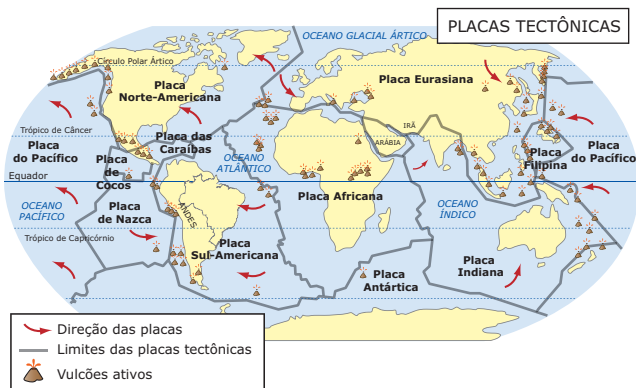 PLACAS TECTÔNICAS
OCEANO GLACIAL ÁRTICO
Círculo Polar Ártico
Placa
Norte-Americana
Placa Eurasiana
Trópico de Câncer
Placa
do Pacífico
Placa das
Caraíbas
OCEANO
ATLÂNTICO
IRÃ
ARÁBIA
Placa
Filipina
Placa
do Pacífico
Placa
de
Cocos
Equador
OCEANO
PACÍFICO
Placa
de Nazca
ANDES
Placa Africana
OCEANO
ÍNDICO
Trópico de Capricórnio
Placa
Sul-Americana
Placa
Antártica
Placa
Indiana
Direção das placas
Limites das placas tectônicas
Vulcões ativos